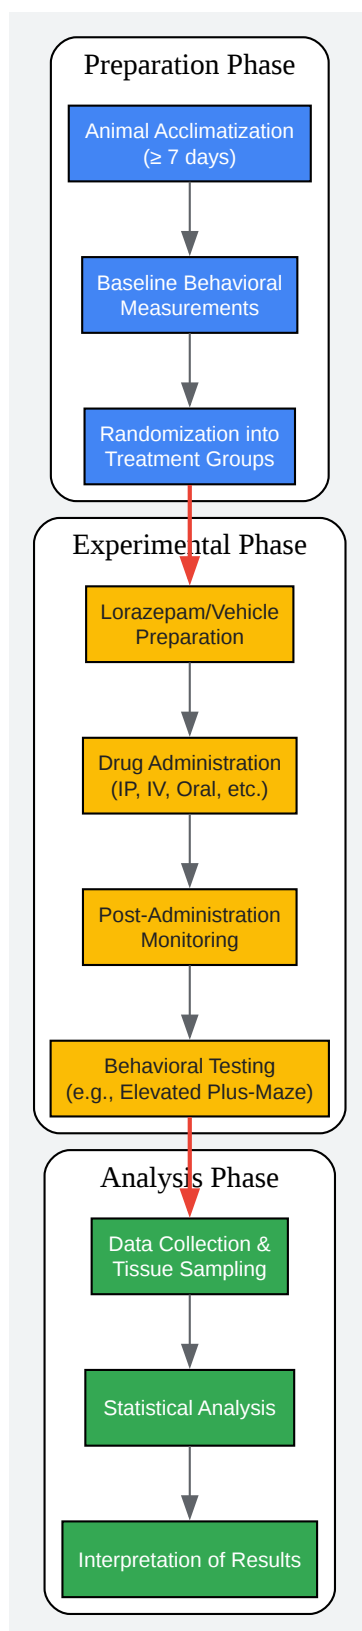 Preparation Phase
Animal Acclimatization
(≥ 7 days)
Baseline Behavioral
Measurements
Randomization into
Treatment Groups
Experimental Phase
Lorazepam/Vehicle
Preparation
Drug Administration
(IP, IV, Oral, etc.)
Post-Administration
Monitoring
Behavioral Testing
(e.g., Elevated Plus-Maze)
Analysis Phase
Data Collection &
Tissue Sampling
Statistical Analysis
Interpretation of Results